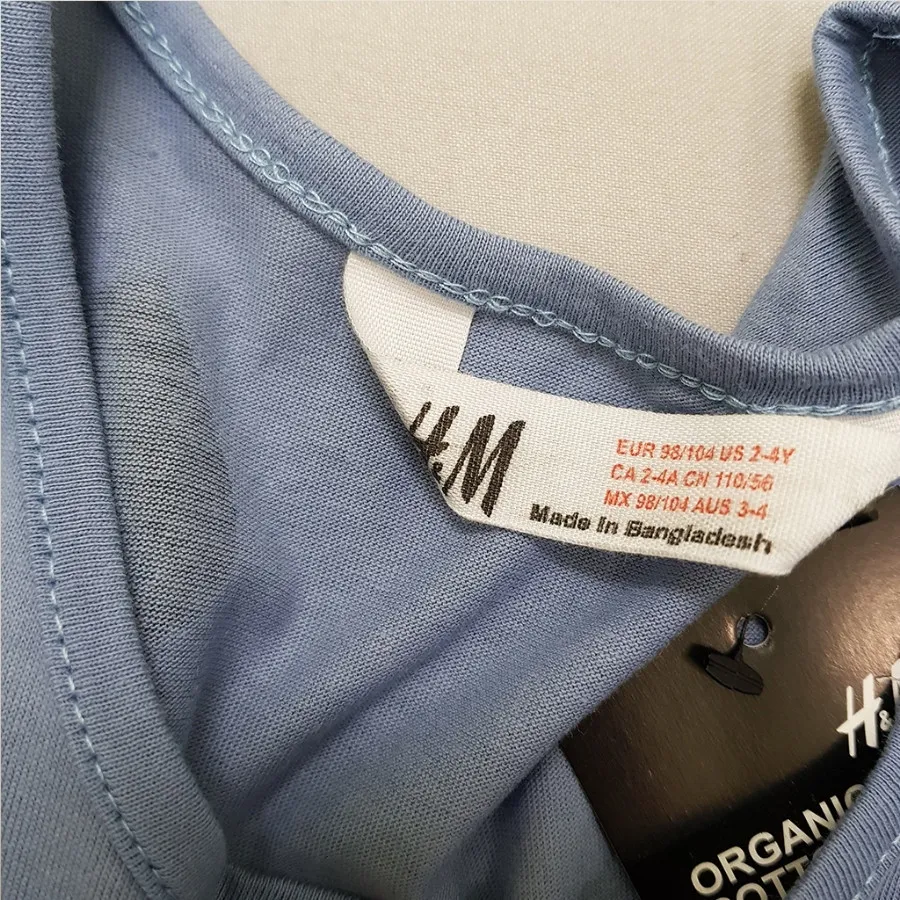 H&M
EUR 98/104 US 2-4Y
CA 2-4A CN 110/56
MX 98/104 AUS 3-4
Made In Bangladesh
H&
ORGANIC